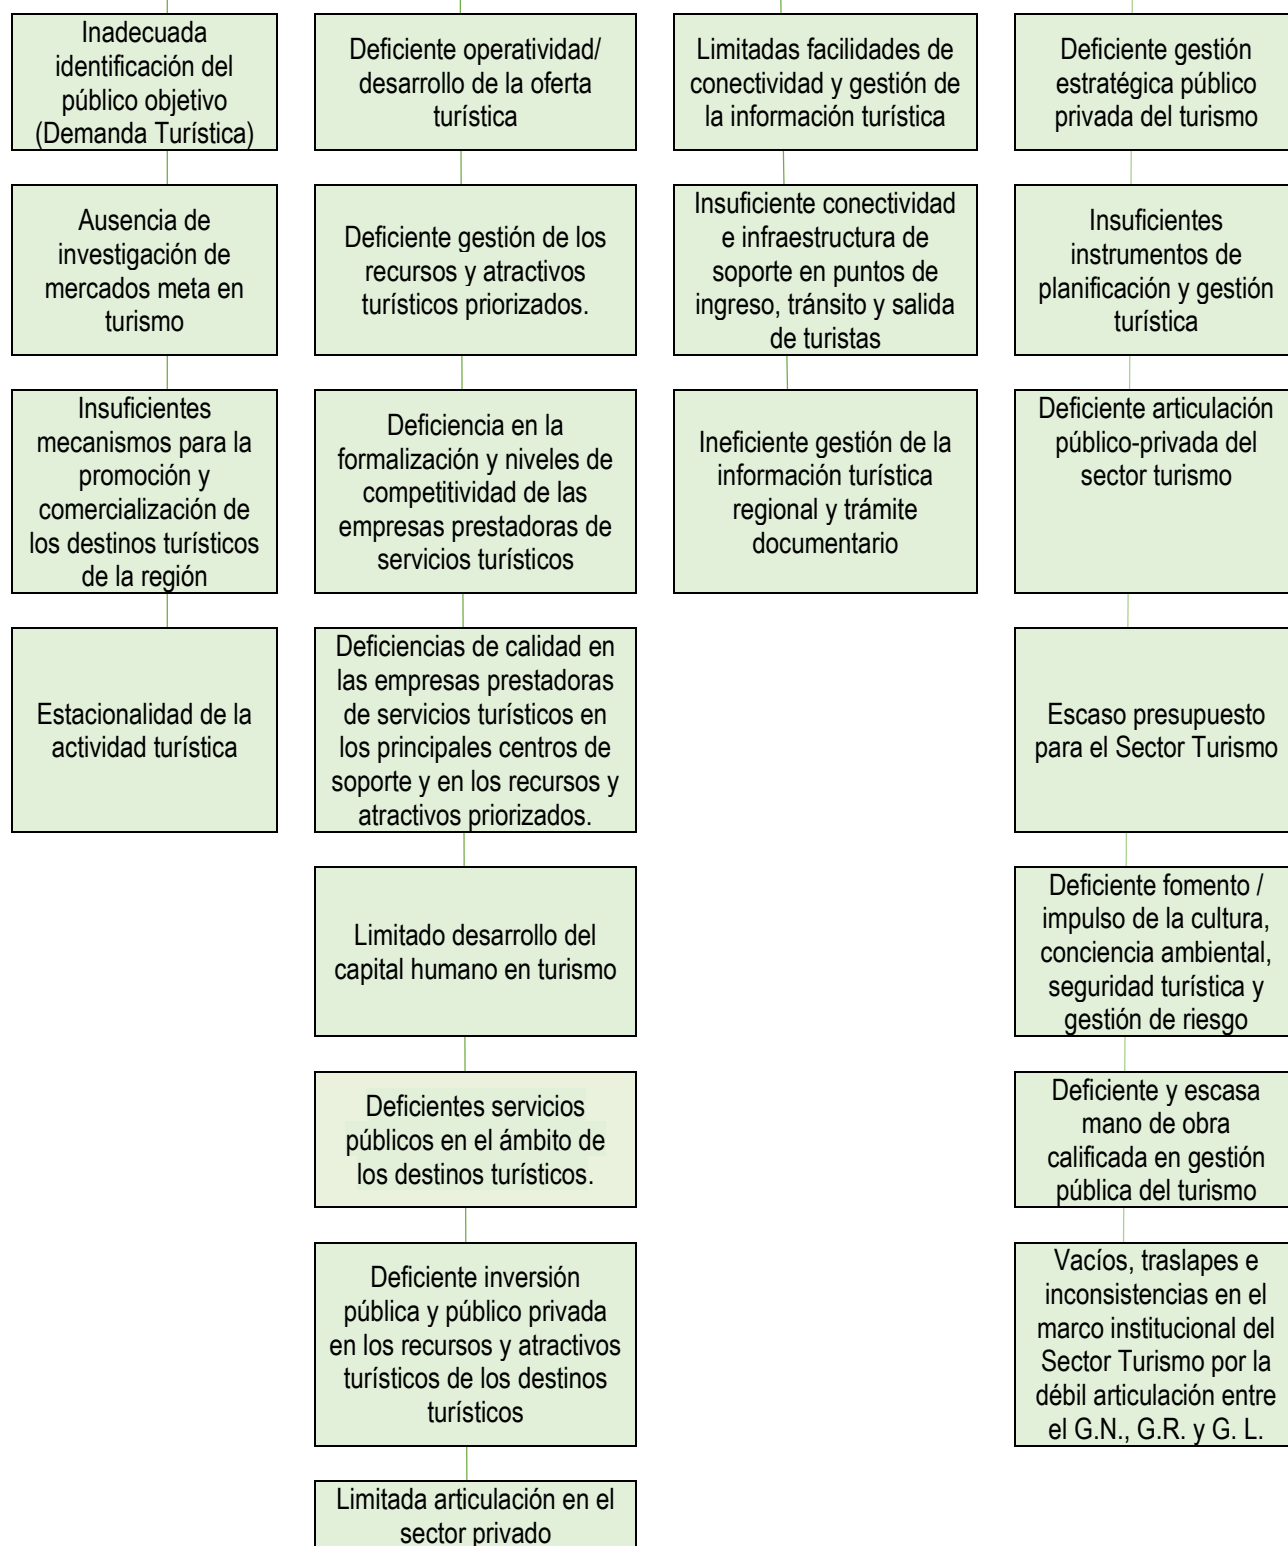 Inadecuada
identificación del
público objetivo
(Demanda Turística)
Ausencia de
investigación de
mercados meta en
turismo
Insuficientes
mecanismos para la
promoción y
comercialización de
los destinos turísticos
de la región
Estacionalidad de la
actividad turística
Deficiente operatividad/
desarrollo de la oferta
turística
Deficiente gestión de los
recursos y atractivos
turísticos priorizados.
Deficiencia en la
formalización y niveles de
competitividad de las
empresas prestadoras de
servicios turísticos
Deficiencias de calidad en
las empresas prestadoras
de servicios turísticos en
los principales centros de
soporte y en los recursos y
atractivos priorizados.
Limitado desarrollo del
capital humano en turismo
Deficientes servicios
públicos en el ámbito de
los destinos turísticos.
Deficiente inversión
pública y público privada
en los recursos y atractivos
turísticos de los destinos
turísticos
Limitada articulación en el
sector privado
Limitadas facilidades de
conectividad y gestión de
la información turística
Insuficiente conectividad
e infraestructura de
soporte en puntos de
ingreso, tránsito y salida
de turistas
Ineficiente gestión de la
información turística
regional y trámite
documentario
Deficiente gestión
estratégica público
privada del turismo
Insuficientes
instrumentos de
planificación y gestión
turística
Deficiente articulación
público-privada del
sector turismo
Escaso presupuesto
para el Sector Turismo
Deficiente fomento /
impulso de la cultura,
conciencia ambiental,
seguridad turística y
gestión de riesgo
Deficiente y escasa
mano de obra
calificada en gestión
pública del turismo
Vacíos, traslapes e
inconsistencias en el
marco institucional del
Sector Turismo por la
débil articulación entre
el G.N., G.R. y G. L.